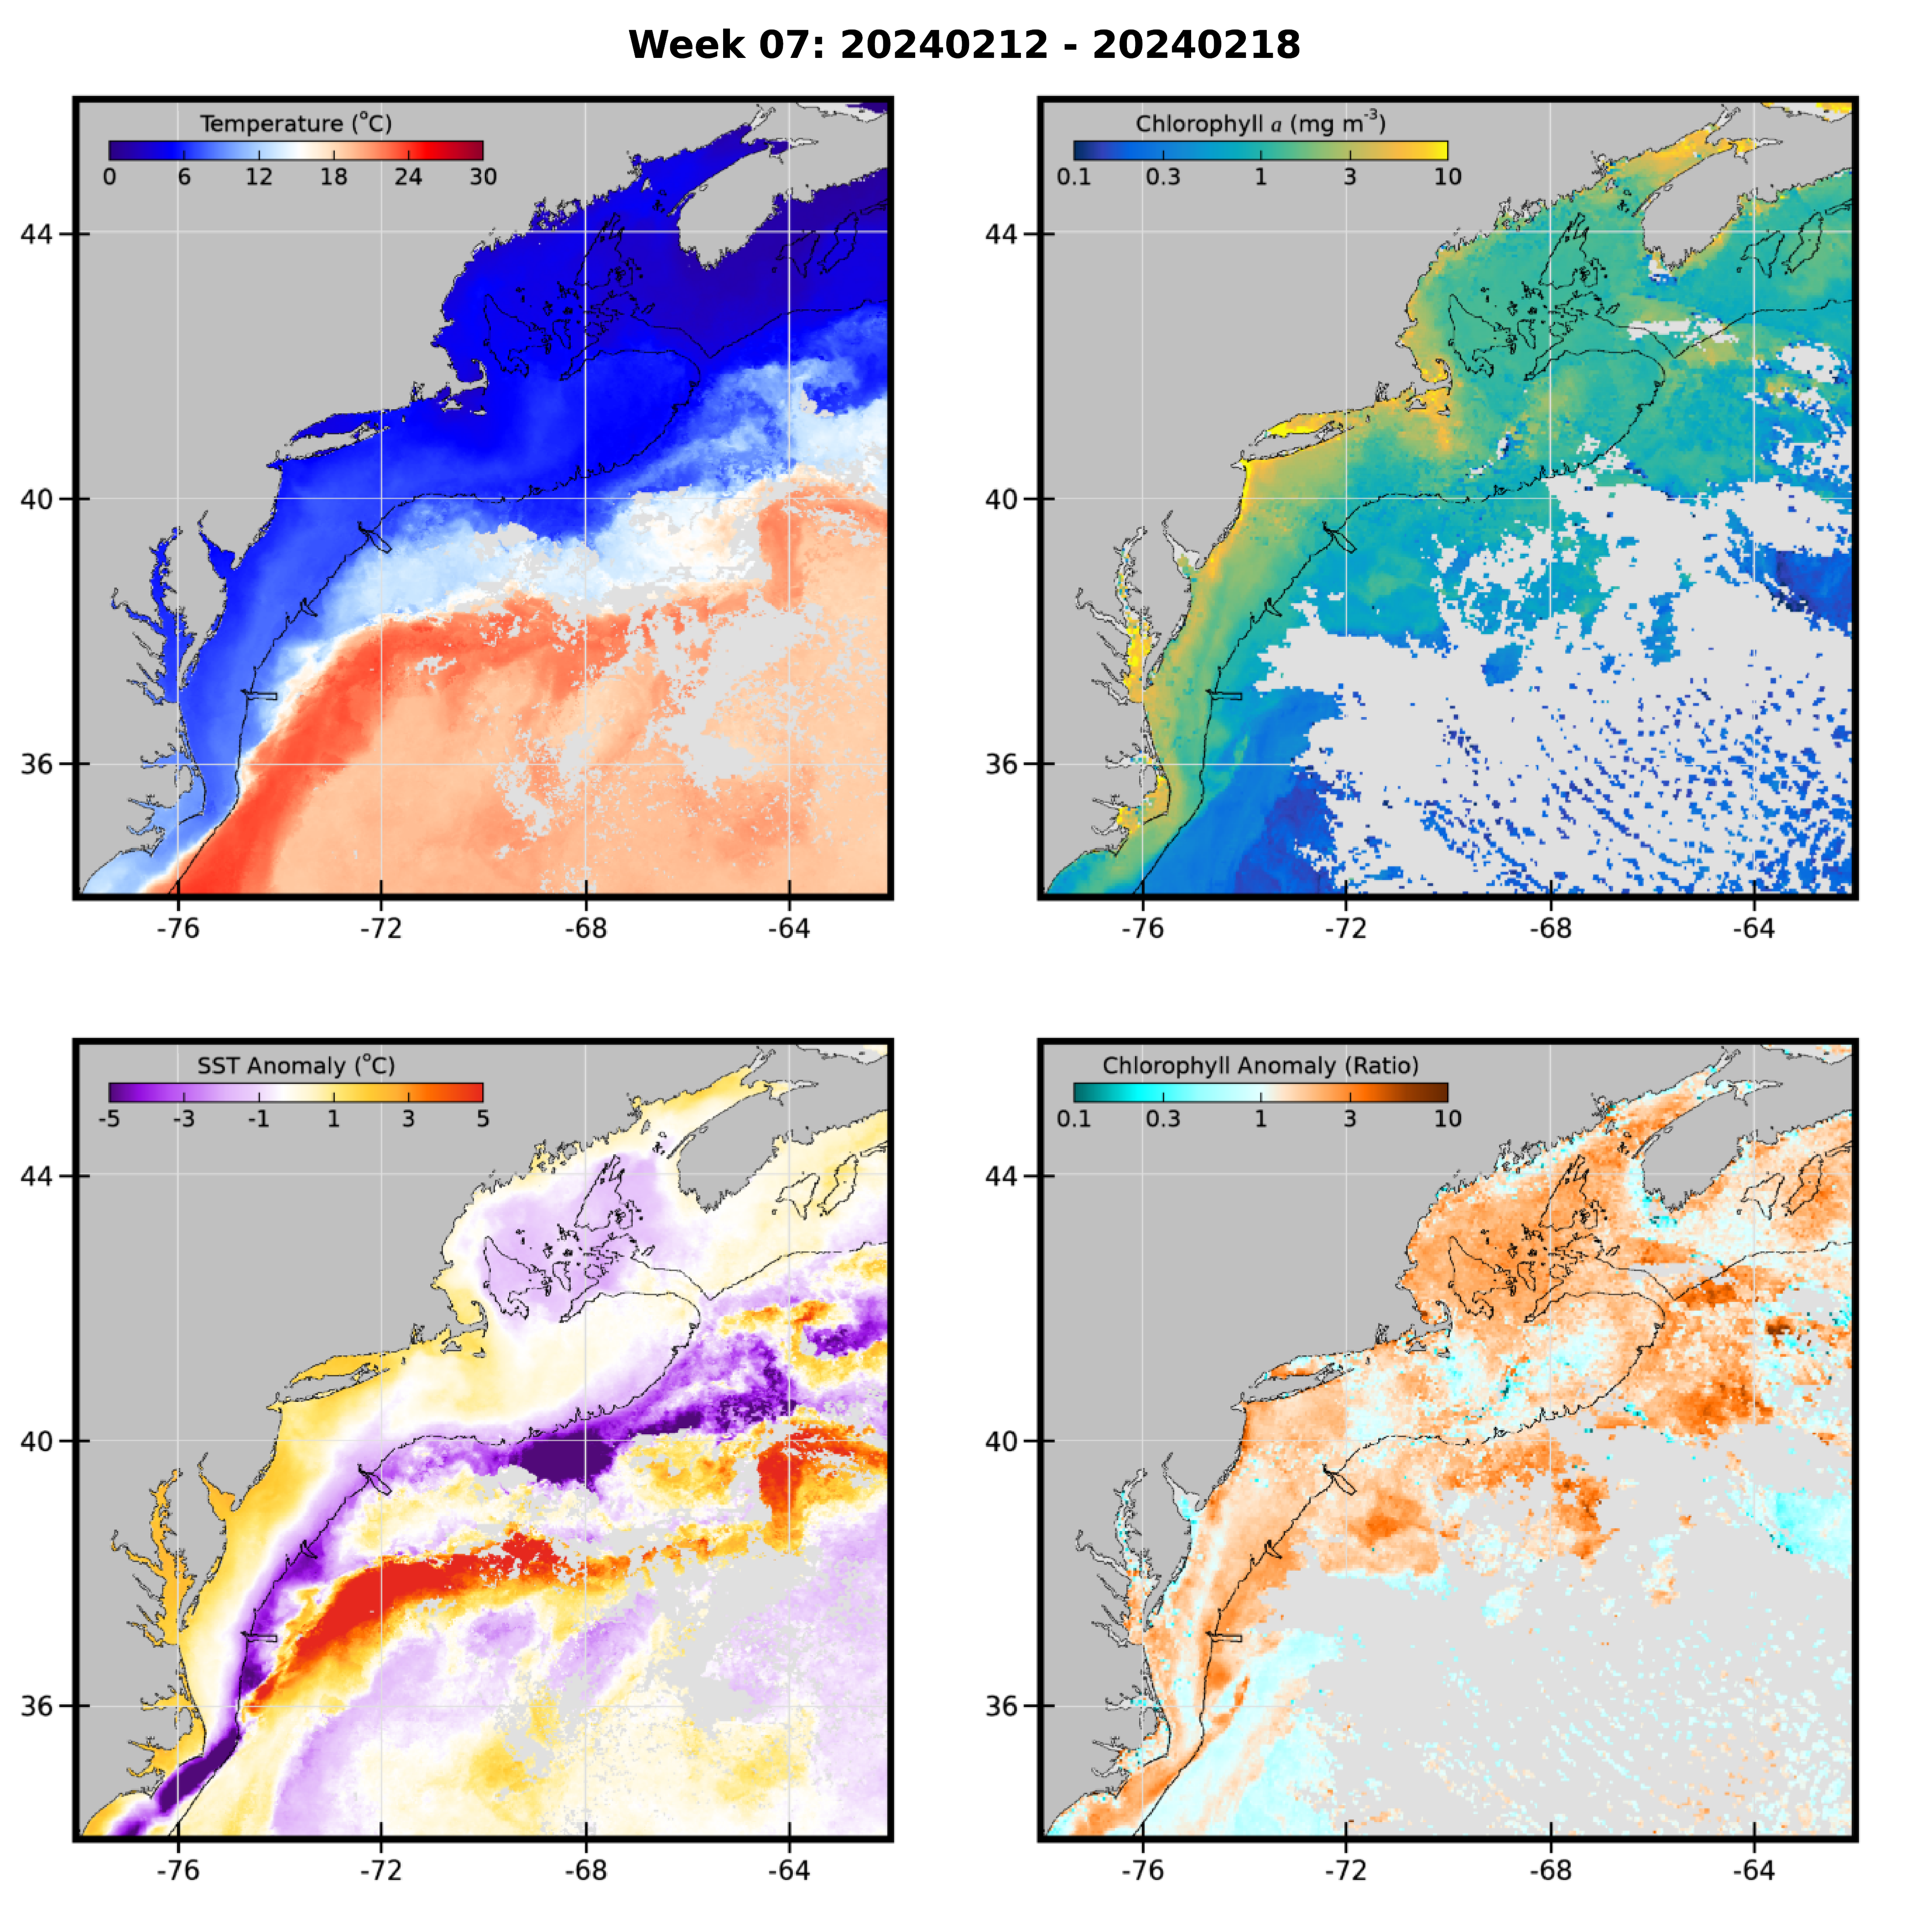 Week 07: 20240212 - 20240218
Temperature (°C)
0 6 12 18 24 30
44
40
36
-76 -72 -68 -64
Chlorophyll a (mg m⁻³)
0.1 0.3 1 3 10
44
40
36
-76 -72 -68 -64
SST Anomaly (°C)
-5 -3 -1 1 3 5
44
40
36
-76 -72 -68 -64
Chlorophyll Anomaly (Ratio)
0.1 0.3 1 3 10
44
40
36
-76 -72 -68 -64